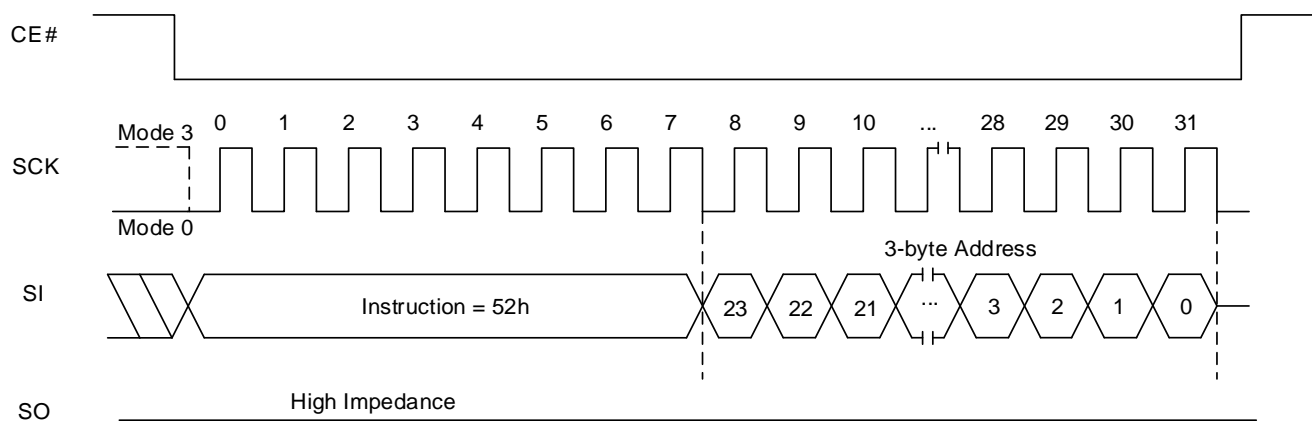 CE#
Mode 3 0 1 2 3 4 5 6 7 8 9 10 ... 28 29 30 31
SCK
Mode 0
3-byte Address
SI Instruction = 52h 23 22 21 ... 3 2 1 0
High Impedance
SO